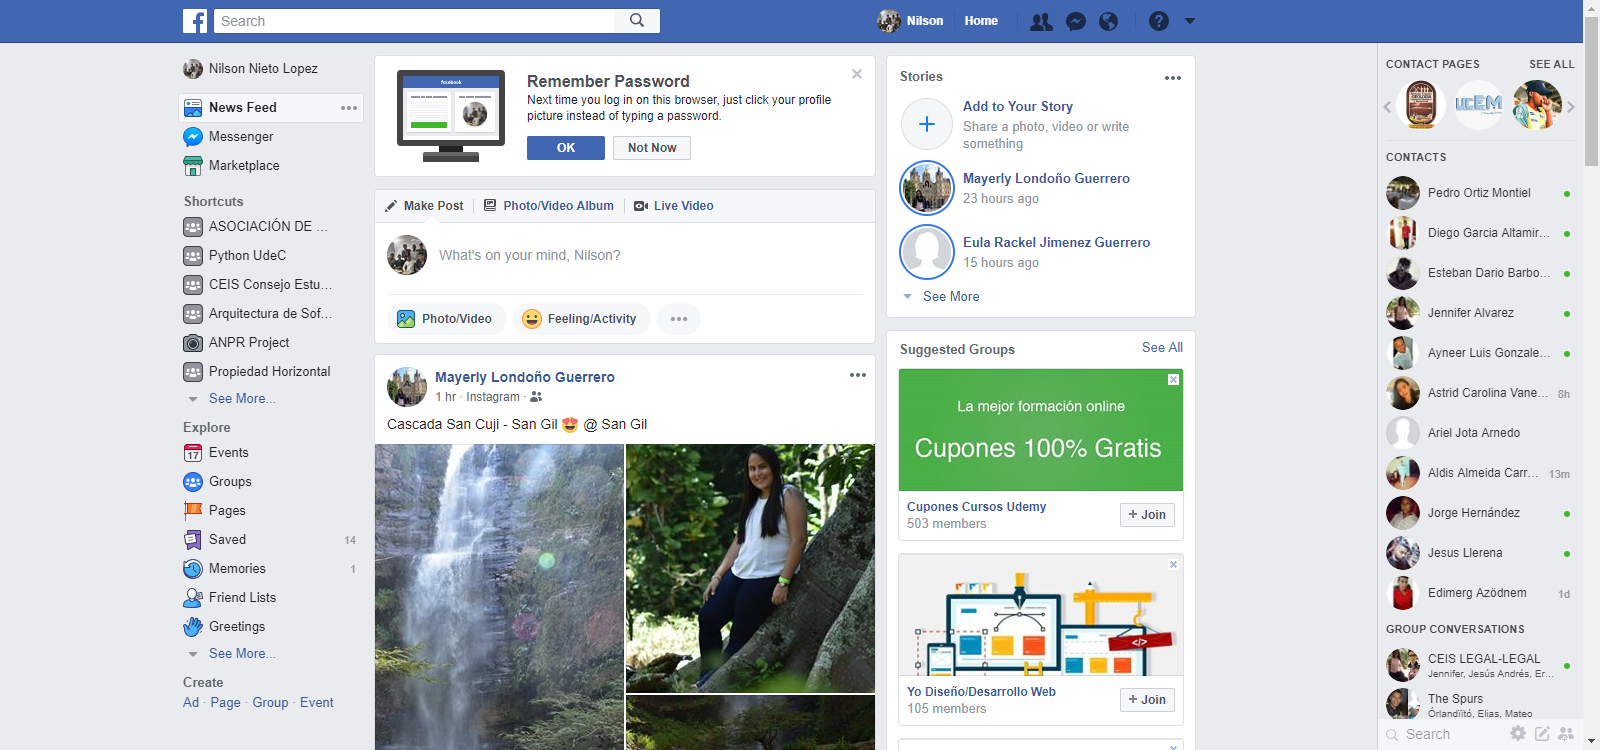 Search
Nilson
Home
Nilson Nieto Lopez
News Feed
Messenger
Marketplace
Shortcuts
ASOCIACIÓN DE ...
Python UdeC
CEIS Consejo Estu...
Arquitectura de Sof...
ANPR Project
Propiedad Horizontal
See More...
Explore
17 Events
Groups
Pages
Saved 14
Memories 1
Friend Lists
Greetings
See More...
Create
Ad · Page · Group · Event
facebook
Remember Password
Next time you log in on this browser, just click your profile
picture instead of typing a password.
OK Not Now
Make Post Photo/Video Album Live Video
What's on your mind, Nilson?
Photo/Video Feeling/Activity
Mayerly Londoño Guerrero
1 hr · Instagram ·
Cascada San Cuji - San Gil 😍 @ San Gil
Stories
Add to Your Story
Share a photo, video or write
something
Mayerly Londoño Guerrero
23 hours ago
Eula Rackel Jimenez Guerrero
15 hours ago
See More
Suggested Groups See All
La mejor formación online
Cupones 100% Gratis
Cupones Cursos Udemy
503 members
+ Join
</>
Yo Diseño/Desarrollo Web
105 members
+ Join
CONTACT PAGES SEE ALL
UCEM
CONTACTS
Pedro Ortiz Montiel
Diego Garcia Altamir...
Esteban Dario Barbo...
Jennifer Alvarez
Ayneer Luis Gonzale...
Astrid Carolina Vane... 8h
Ariel Jota Arnedo
Aldis Almeida Carr... 13m
Jorge Hernández
Jesus Llerena
Edimerg Azödnem 1d
GROUP CONVERSATIONS
CEIS LEGAL-LEGAL
Jennifer, Jesús Andrés, Er...
The Spurs
Órlandïïtó, Elias, Mateo
Search